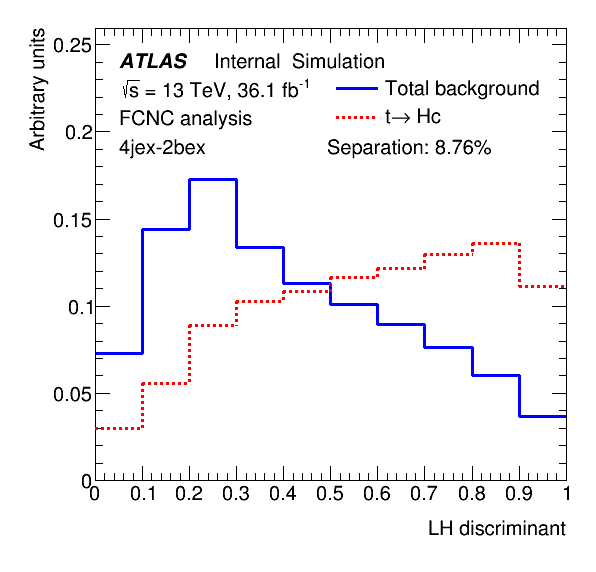 Arbitrary units
0.25
0.2
0.15
0.1
0.05
0
ATLAS Internal Simulation
√s = 13 TeV, 36.1 fb⁻¹
FCNC analysis
4jex-2bex
Total background
t→ Hc
Separation: 8.76%
0 0.1 0.2 0.3 0.4 0.5 0.6 0.7 0.8 0.9 1
LH discriminant